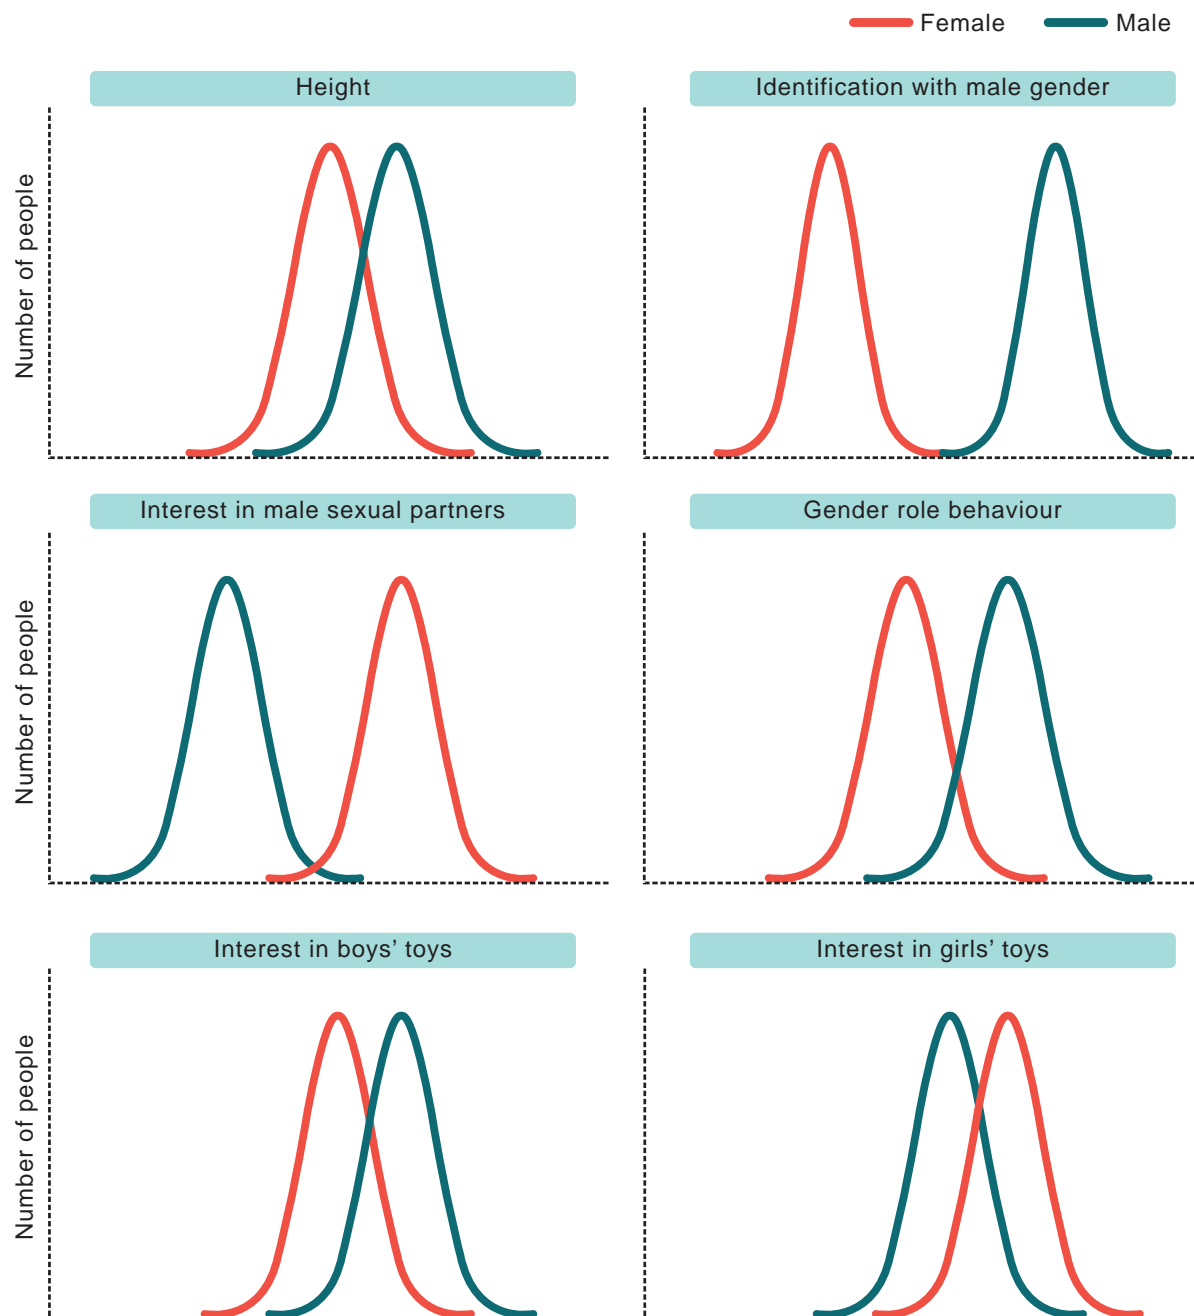 Female Male
Height
Identification with male gender
Number of people
Interest in male sexual partners
Gender role behaviour
Number of people
Interest in boys’ toys
Interest in girls’ toys
Number of people